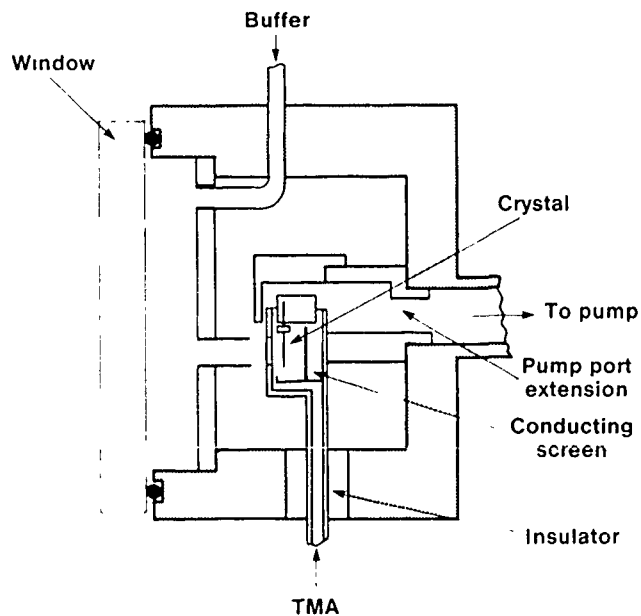 Buffer
Window
Crystal
To pump
Pump port
extension
Conducting
screen
Insulator
TMA